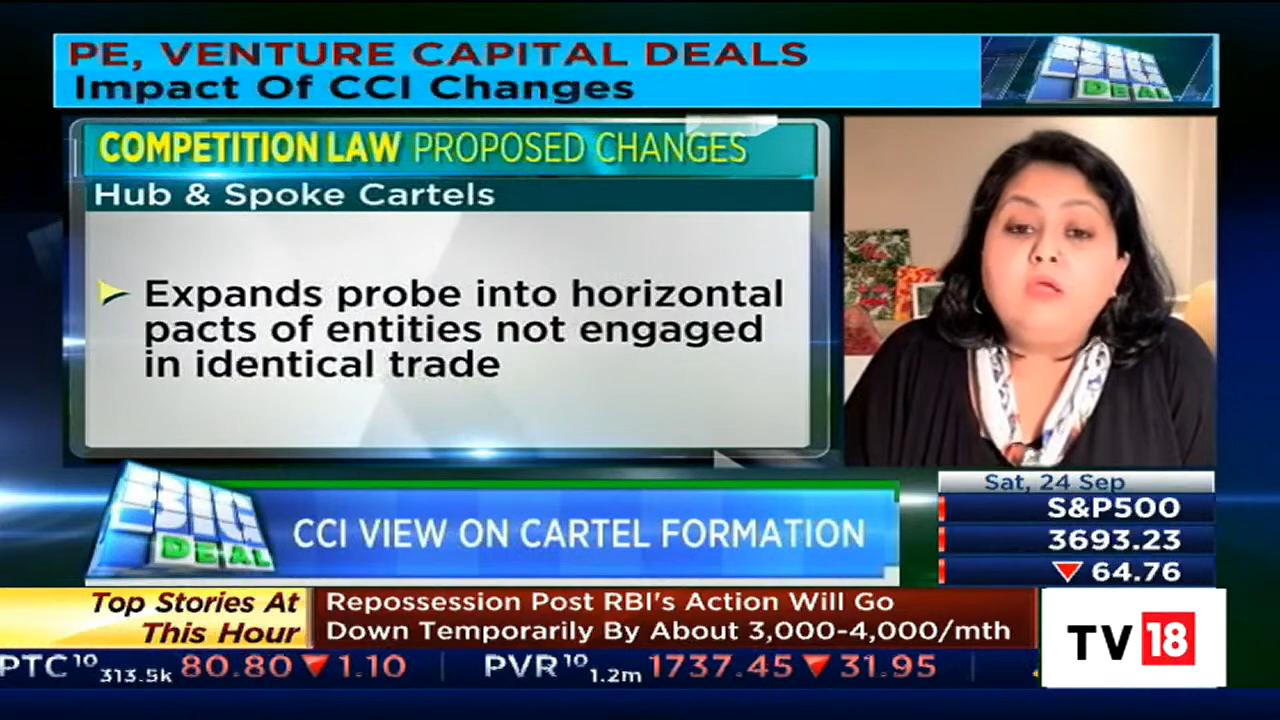 PE, VENTURE CAPITAL DEALS
Impact Of CCI Changes
BIG
DEAL
COMPETITION LAW PROPOSED CHANGES
Hub & Spoke Cartels
Expands probe into horizontal
pacts of entities not engaged
in identical trade
BIG
DEAL
CCI VIEW ON CARTEL FORMATION
Sat, 24 Sep
S&P500
3693.23
▼ 64.76
Top Stories At
This Hour
Repossession Post RBI's Action Will Go
Down Temporarily By About 3,000-4,000/mth
TV18
PTC¹⁰ 313.5k 80.80 ▼ 1.10 PVR¹⁰ 1.2m 1737.45 ▼ 31.95